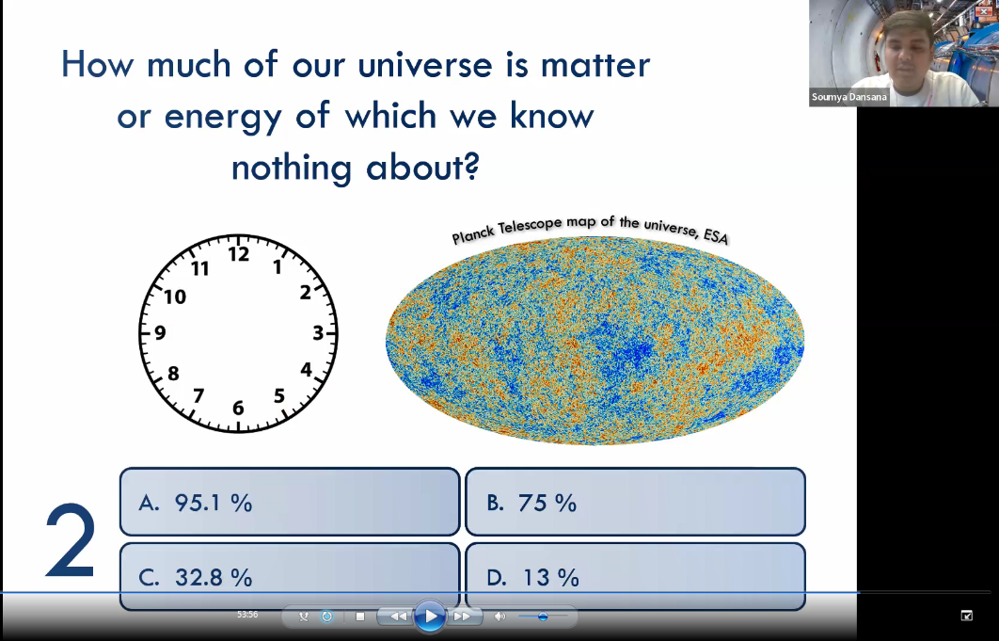 How much of our universe is matter
or energy of which we know
nothing about?
Soumya Dansana
Planck Telescope map of the universe, ESA
12
11
1
10
2
9
3
8
4
7
5
6
2
A. 95.1 %
B. 75 %
C. 32.8 %
D. 13 %
53:56